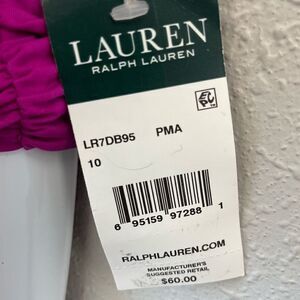 LAUREN
RALPH LAUREN
LR7DB95 PMA
10
6 95159 97288 1
RALPHLAUREN.COM
MANUFACTURER'S
SUGGESTED RETAIL
$60.00